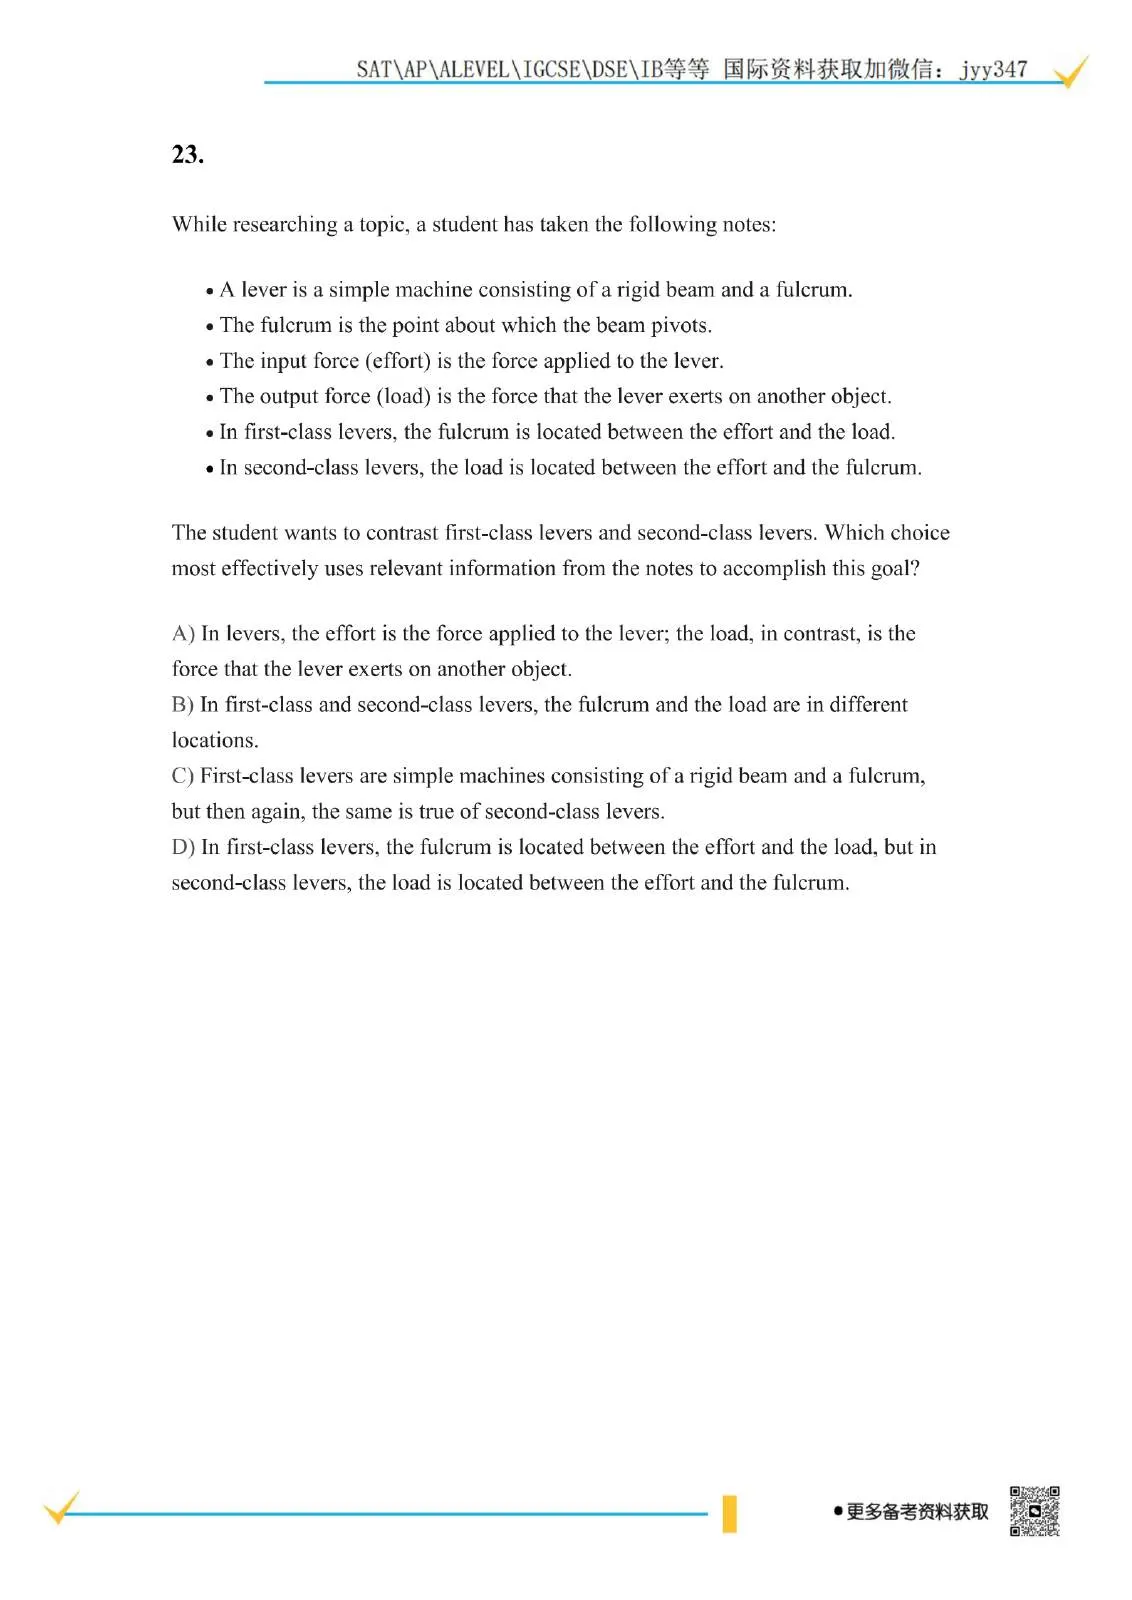 SAT\AP\ALEVEL\IGCSE\DSE\IB等等 国际资料获取加微信: jyy347
23.
While researching a topic, a student has taken the following notes:
• A lever is a simple machine consisting of a rigid beam and a fulcrum.
• The fulcrum is the point about which the beam pivots.
• The input force (effort) is the force applied to the lever.
• The output force (load) is the force that the lever exerts on another object.
• In first-class levers, the fulcrum is located between the effort and the load.
• In second-class levers, the load is located between the effort and the fulcrum.
The student wants to contrast first-class levers and second-class levers. Which choice
most effectively uses relevant information from the notes to accomplish this goal?
A) In levers, the effort is the force applied to the lever; the load, in contrast, is the
force that the lever exerts on another object.
B) In first-class and second-class levers, the fulcrum and the load are in different
locations.
C) First-class levers are simple machines consisting of a rigid beam and a fulcrum,
but then again, the same is true of second-class levers.
D) In first-class levers, the fulcrum is located between the effort and the load, but in
second-class levers, the load is located between the effort and the fulcrum.
•更多备考资料获取